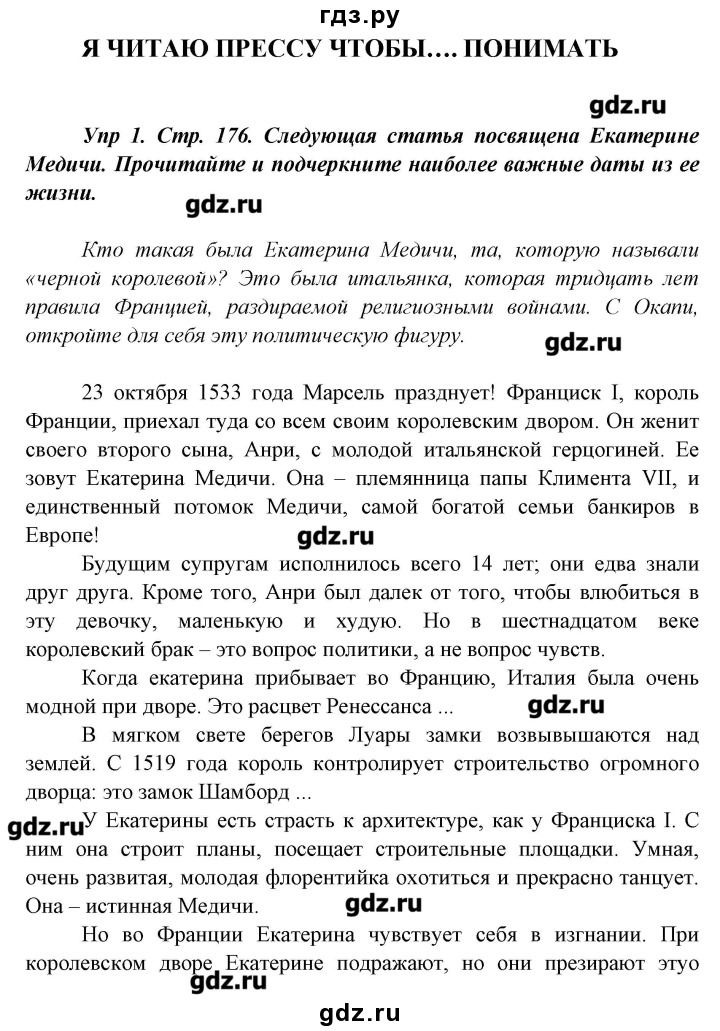 гдз.ру
Я ЧИТАЮ ПРЕССУ ЧТОБЫ…. ПОНИМАТЬ
gdz.ru
Упр 1. Стр. 176. Следующая статья посвящена Екатерине
Медичи. Прочитайте и подчеркните наиболее важные даты из ее
жизни.
gdz.ru
Кто такая была Екатерина Медичи, та, которую называли
«черной королевой»? Это была итальянка, которая тридцать лет
правила Францией, раздираемой религиозными войнами. С Окапи,
откройте для себя эту политическую фигуру.
gdz.ru
23 октября 1533 года Марсель празднует! Франциск I, король
Франции, приехал туда со всем своим королевским двором. Он женит
своего второго сына, Анри, с молодой итальянской герцогиней. Ее
зовут Екатерина Медичи. Она – племянница папы Климента VII, и
единственный потомок Медичи, самой богатой семьи банкиров в
Европе!
gdz.ru
Будущим супругам исполнилось всего 14 лет; они едва знали
друг друга. Кроме того, Анри был далек от того, чтобы влюбиться в
эту девочку, маленькую и худую. Но в шестнадцатом веке
королевский брак – это вопрос политики, а не вопрос чувств.
Когда екатерина прибывает во Францию, Италия была очень
модной при дворе. Это расцвет Ренессанса ...
gdz.ru
В мягком свете берегов Луары замки возвывышаются над
землей. С 1519 года король контролирует строительство огромного
дворца: это замок Шамборд ...
gdz.ru
У Екатерины есть страсть к архитектуре, как у Франциска I. С
ним она строит планы, посещает строительные площадки. Умная,
очень развитая, молодая флорентийка охотиться и прекрасно танцует.
Она – истинная Медичи.
gdz.ru
Но во Франции Екатерина чувствует себя в изгнании. При
королевском дворе Екатерине подражают, но они презирают этуо
gdz.ru
gdz.ru